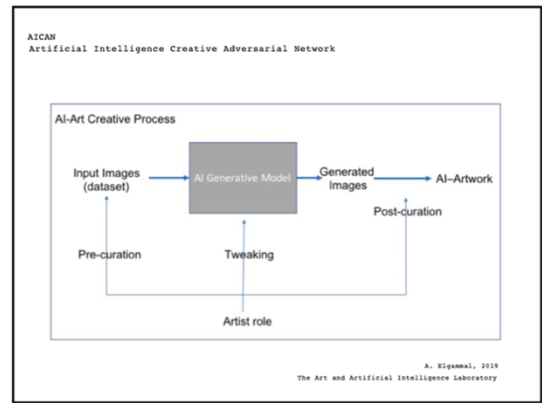 AICAN
Artificial Intelligence Creative Adversarial Network
AI-Art Creative Process
Input Images
(dataset)
AI Generative Model
Generated
Images
AI–Artwork
Post-curation
Pre-curation
Tweaking
Artist role
A. Elgammal, 2019
The Art and Artificial Intelligence Laboratory